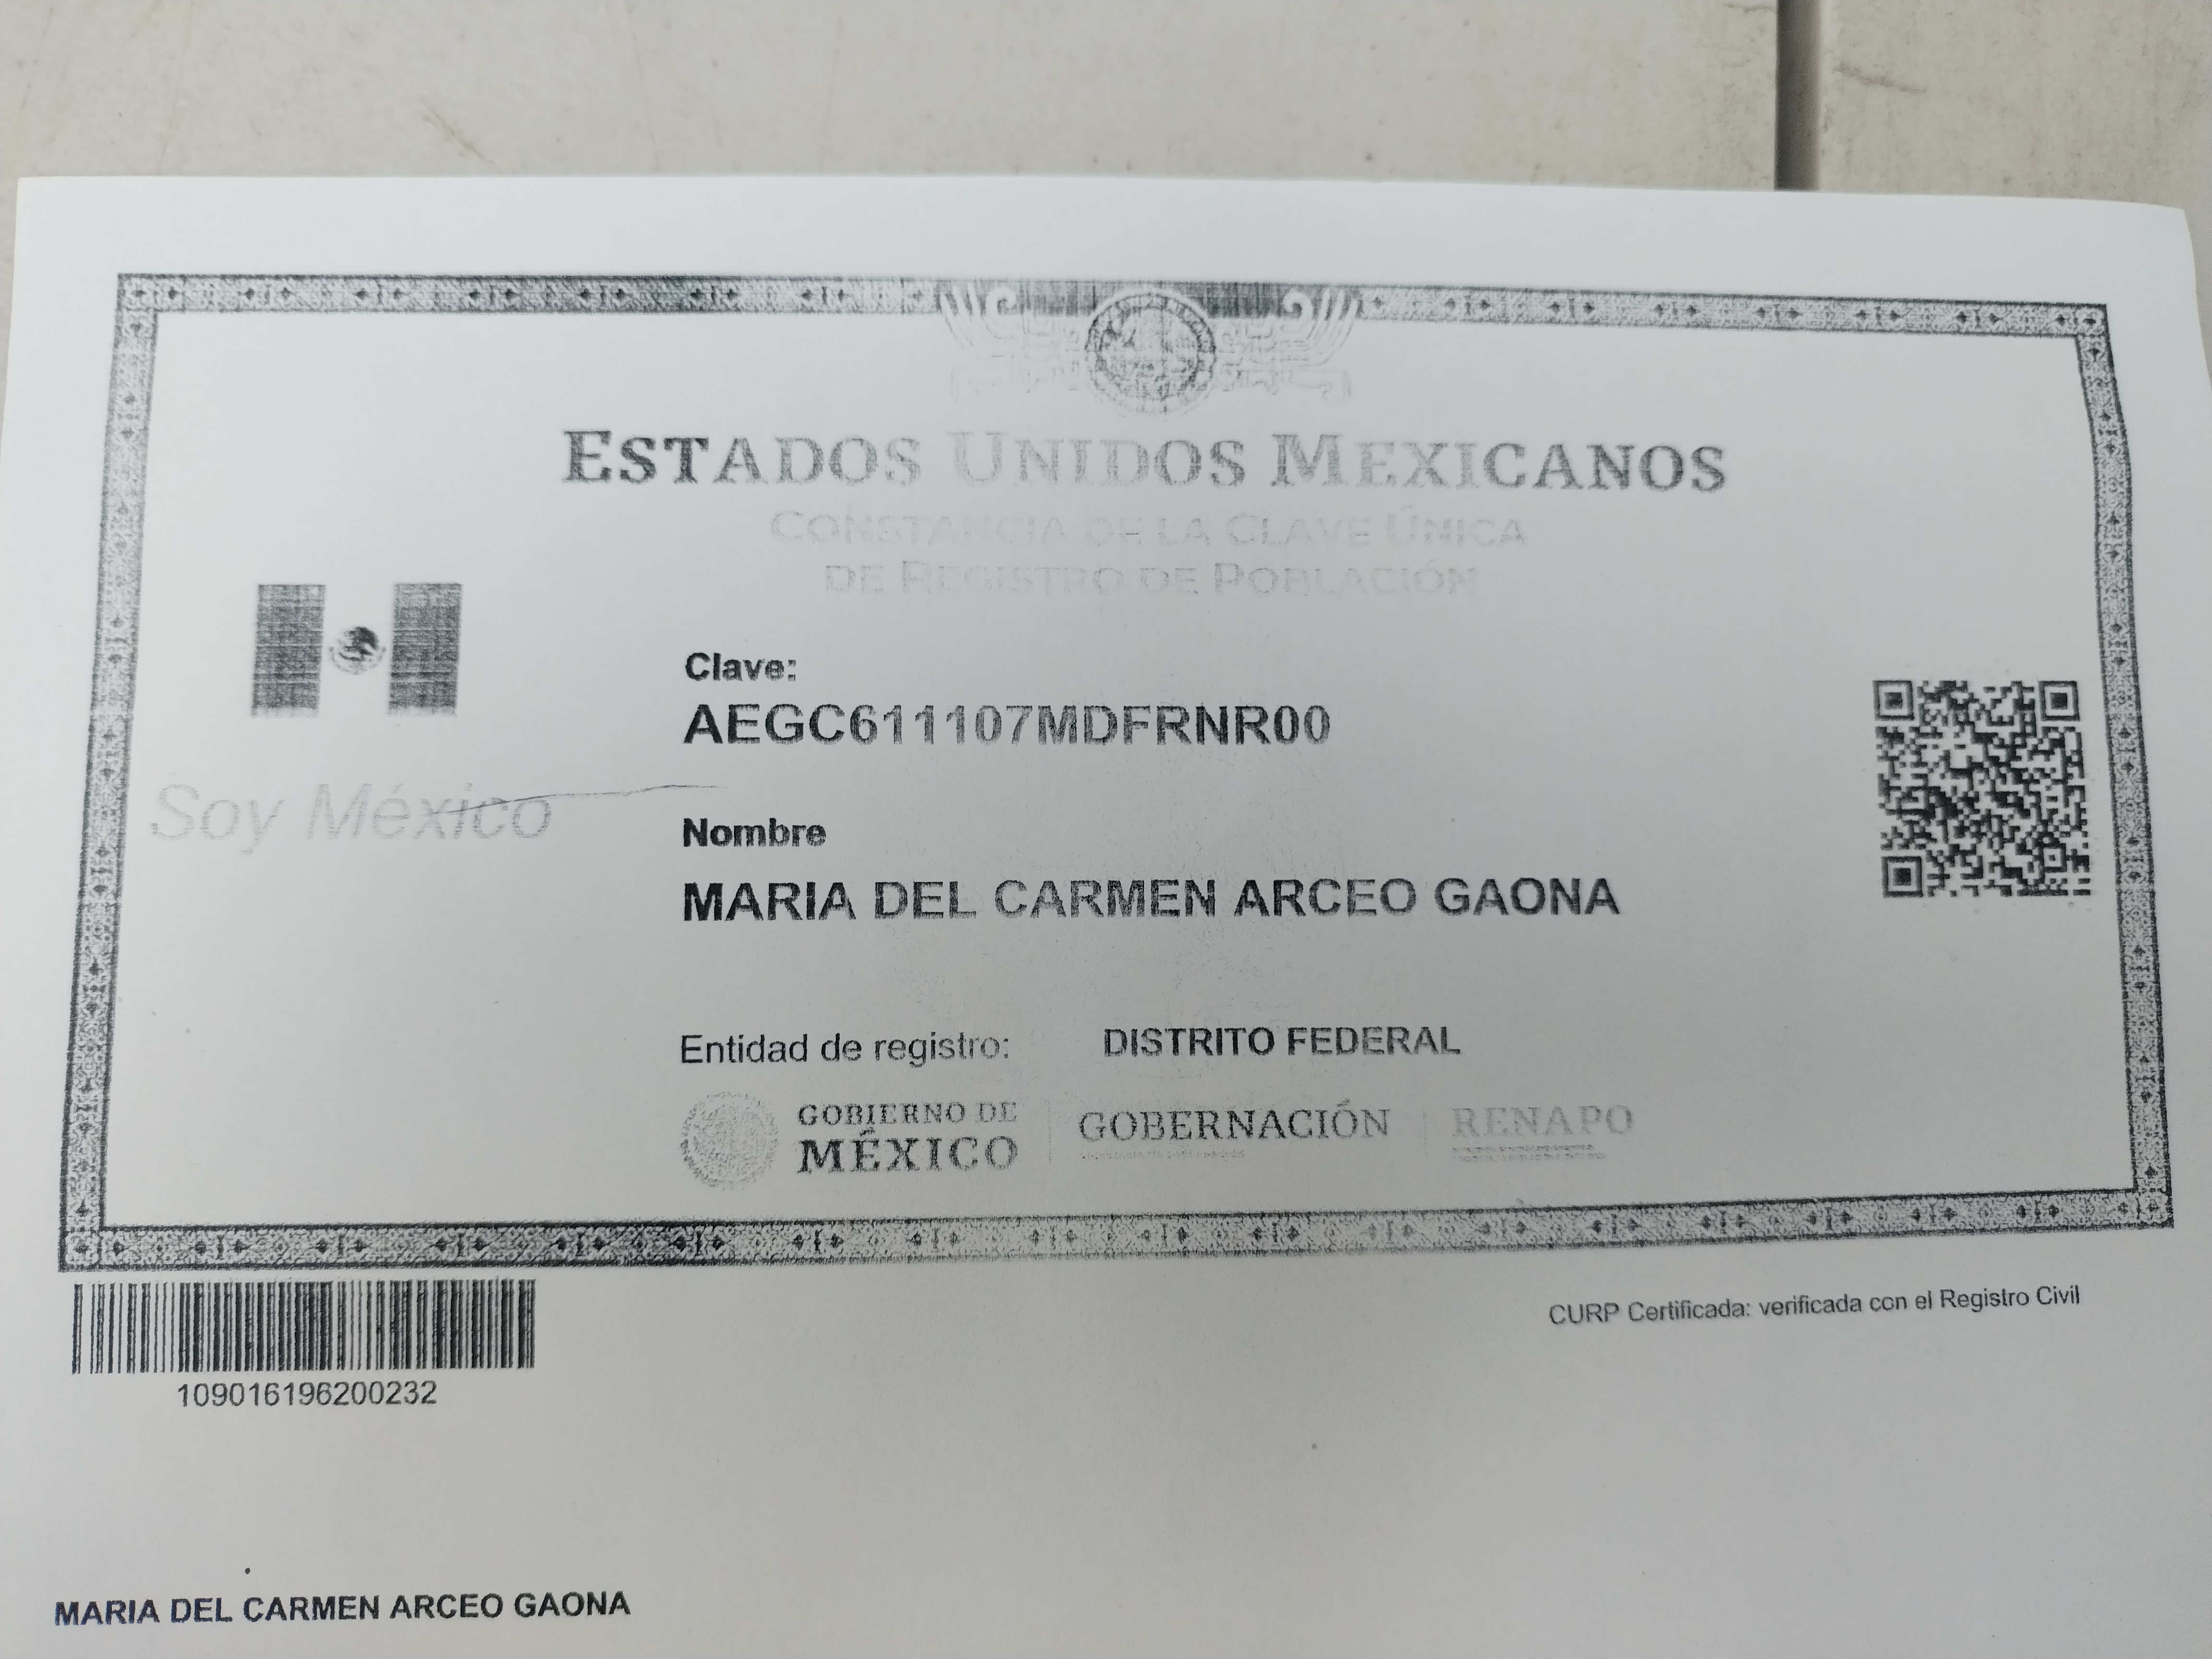 ESTADOS UNIDOS MEXICANOS
CONSTANCIA DE LA CLAVE ÚNICA
DE REGISTRO DE POBLACIÓN
Clave:
AEGC611107MDFRNR00
Soy México
Nombre
MARIA DEL CARMEN ARCEO GAONA
Entidad de registro: DISTRITO FEDERAL
GOBIERNO DE
MÉXICO
GOBERNACIÓN
RENAPO
109016196200232
CURP Certificada: verificada con el Registro Civil
MARIA DEL CARMEN ARCEO GAONA